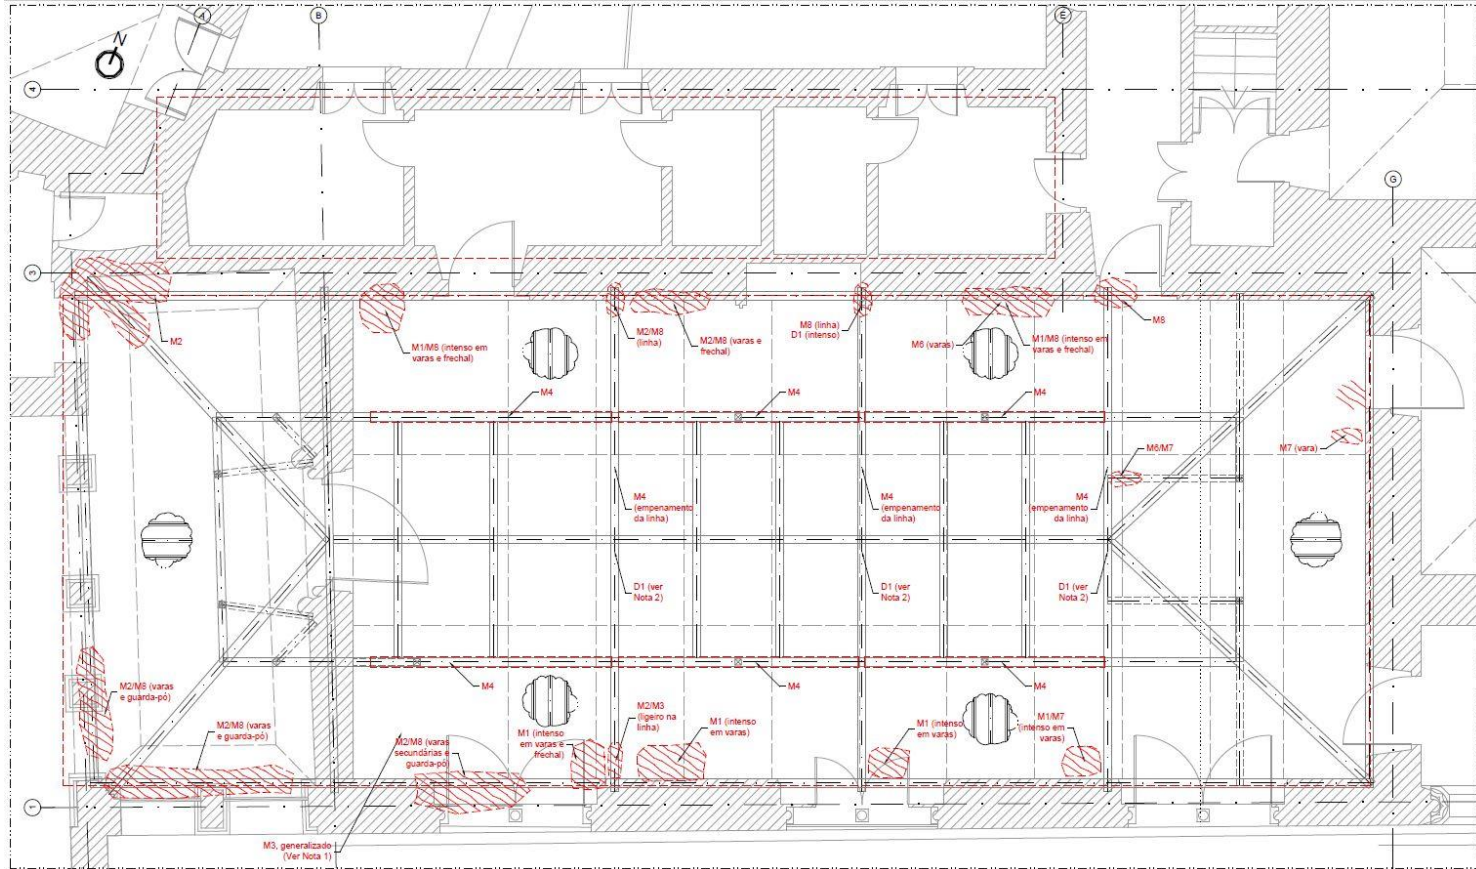 A
B
E
N
4
G
3
M2
M1/M8 (intenso em
varas e frechal)
M2/M8
(linha)
M2/M8 (varas e
frechal)
M8 (linha)
D1 (intenso)
M6 (varas)
M1/M8 (intenso em
varas e frechal)
M8
M4
M4
M4
M7 (vara)
M6/M7
M4
(empenamento
da linha)
M4
(empenamento
da linha)
M4
(empenamento
da linha)
D1 (ver
Nota 2)
D1 (ver
Nota 2)
D1 (ver
Nota 2)
M4
M4
M4
M2/M8 (varas
e guarda-pó)
M2/M8 (varas
e guarda-pó)
M2/M8 (varas
secundárias e
guarda-pó)
M1 (intenso
em varas e
frechal)
M2/M3
(ligeiro na
linha)
M1 (intenso
em varas)
M1 (intenso
em varas)
M1/M7
(intenso em
varas)
1
M3, generalizado
(Ver Nota 1)